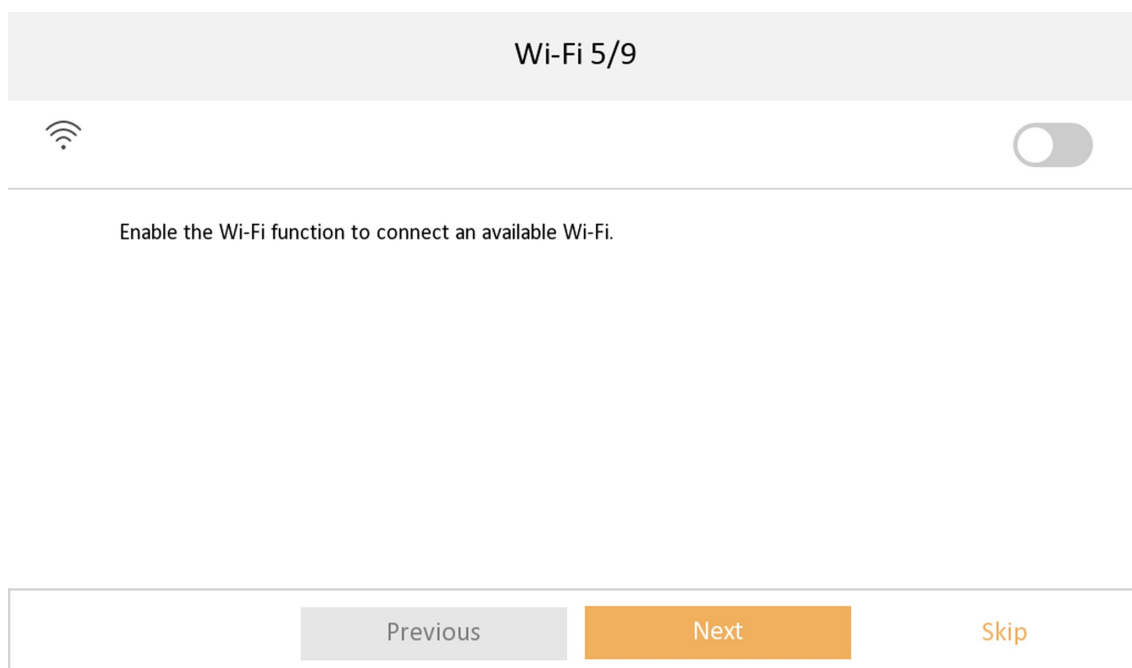 Wi-Fi 5/9
Enable the Wi-Fi function to connect an available Wi-Fi.
Previous
Next
Skip